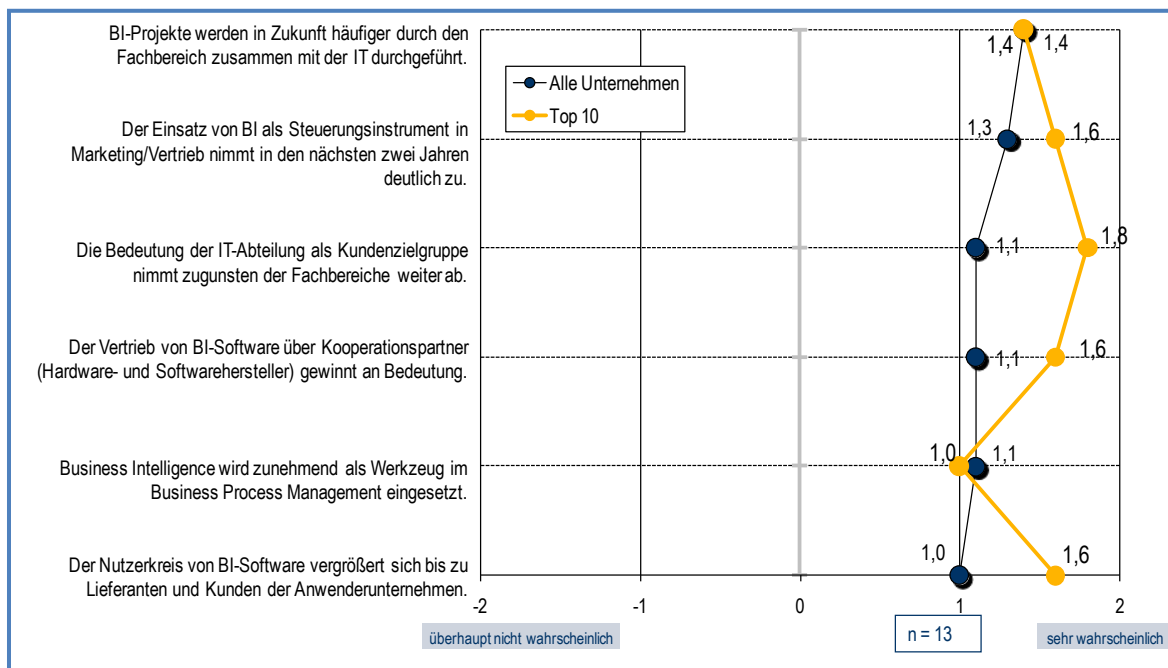 BI-Projekte werden in Zukunft häufiger durch den
Fachbereich zusammen mit der IT durchgeführt.
1,4
1,4
Alle Unternehmen
Top 10
Der Einsatz von BI als Steuerungsinstrument in
Marketing/Vertrieb nimmt in den nächsten zwei Jahren
deutlich zu.
1,3
1,6
Die Bedeutung der IT-Abteilung als Kundenzielgruppe
nimmt zugunsten der Fachbereiche weiter ab.
1,1
1,8
Der Vertrieb von BI-Software über Kooperationspartner
(Hardware- und Softwarehersteller) gewinnt an Bedeutung.
1,1
1,6
Business Intelligence wird zunehmend als Werkzeug im
Business Process Management eingesetzt.
1,0
1,1
Der Nutzerkreis von BI-Software vergrößert sich bis zu
Lieferanten und Kunden der Anwenderunternehmen.
1,0
1,6
-2
-1
0
1
2
überhaupt nicht wahrscheinlich
n = 13
sehr wahrscheinlich